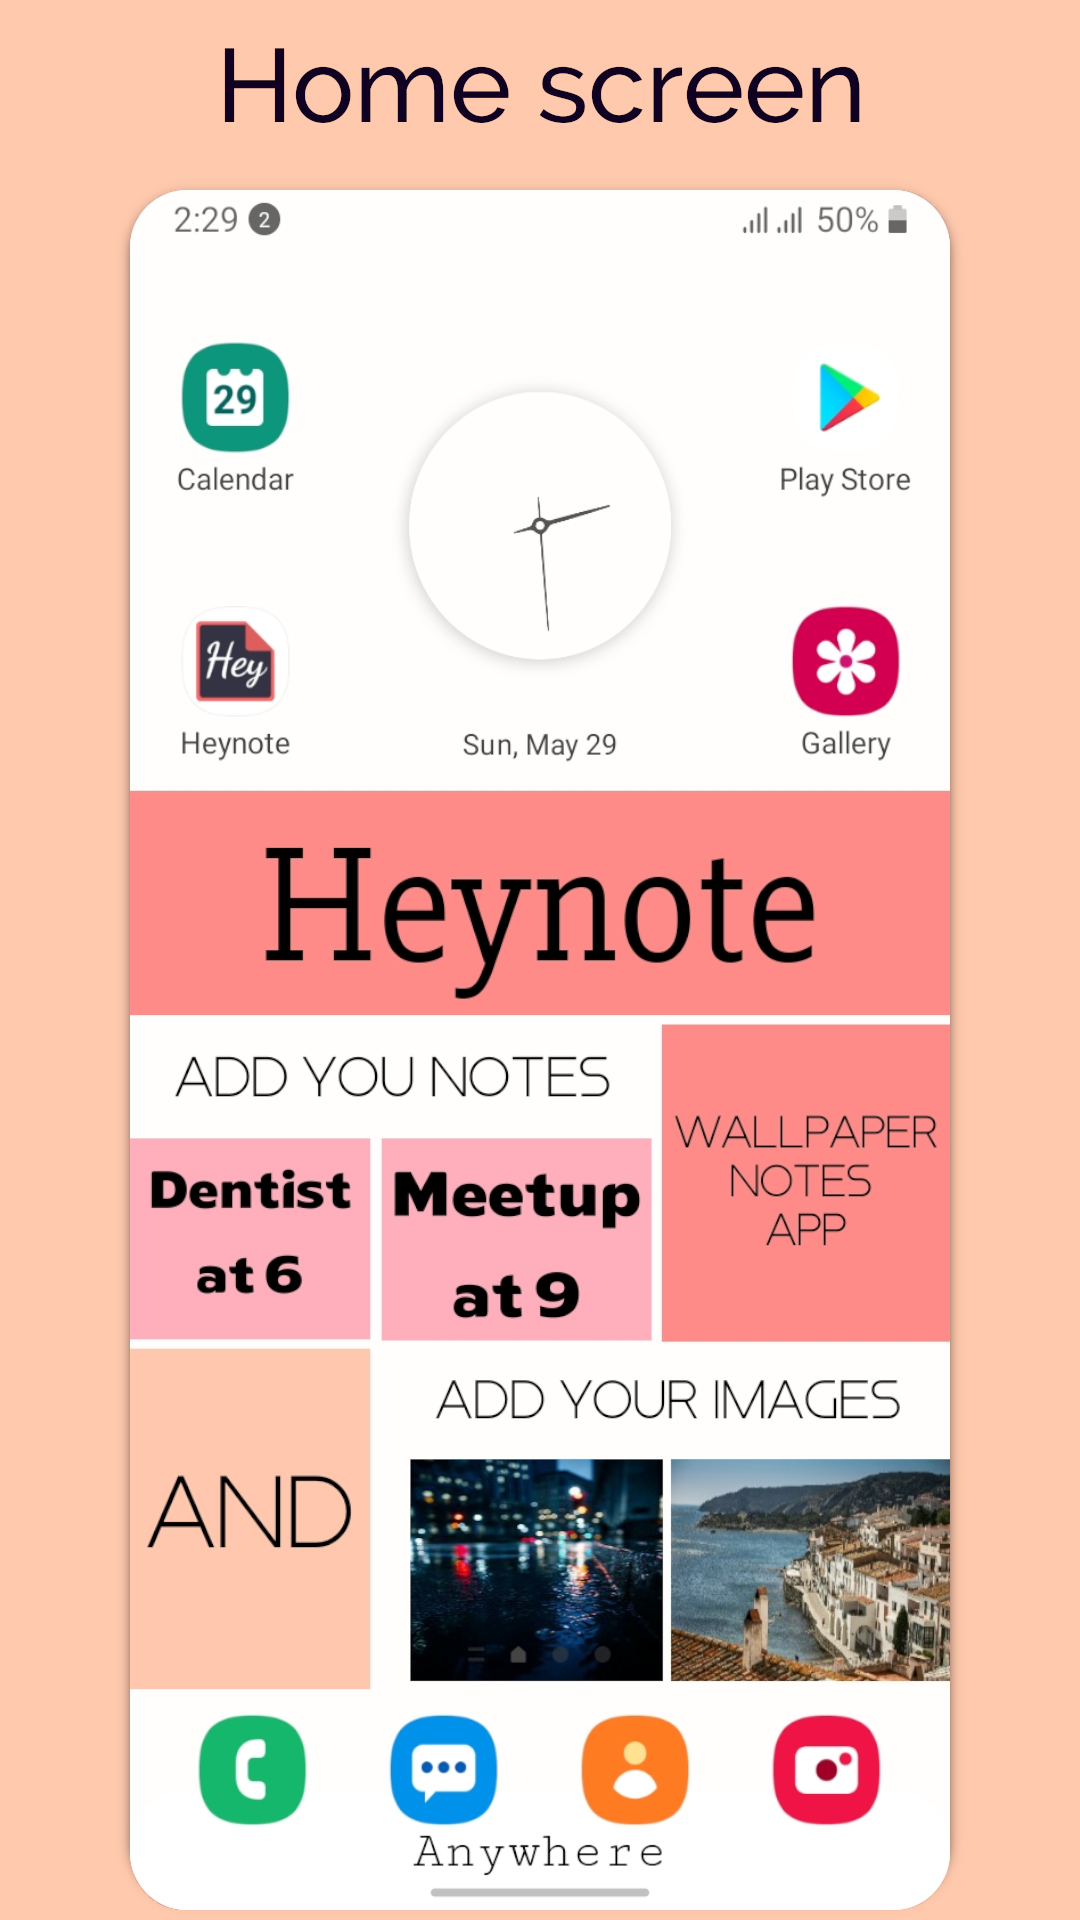 Home screen
2:29 2 50%
29
Calendar
Play Store
Hey
Heynote
Sun, May 29
Gallery
Heynote
ADD YOU NOTES
WALLPAPER
NOTES
APP
Dentist
at 6
Meetup
at 9
AND
ADD YOUR IMAGES
Anywhere